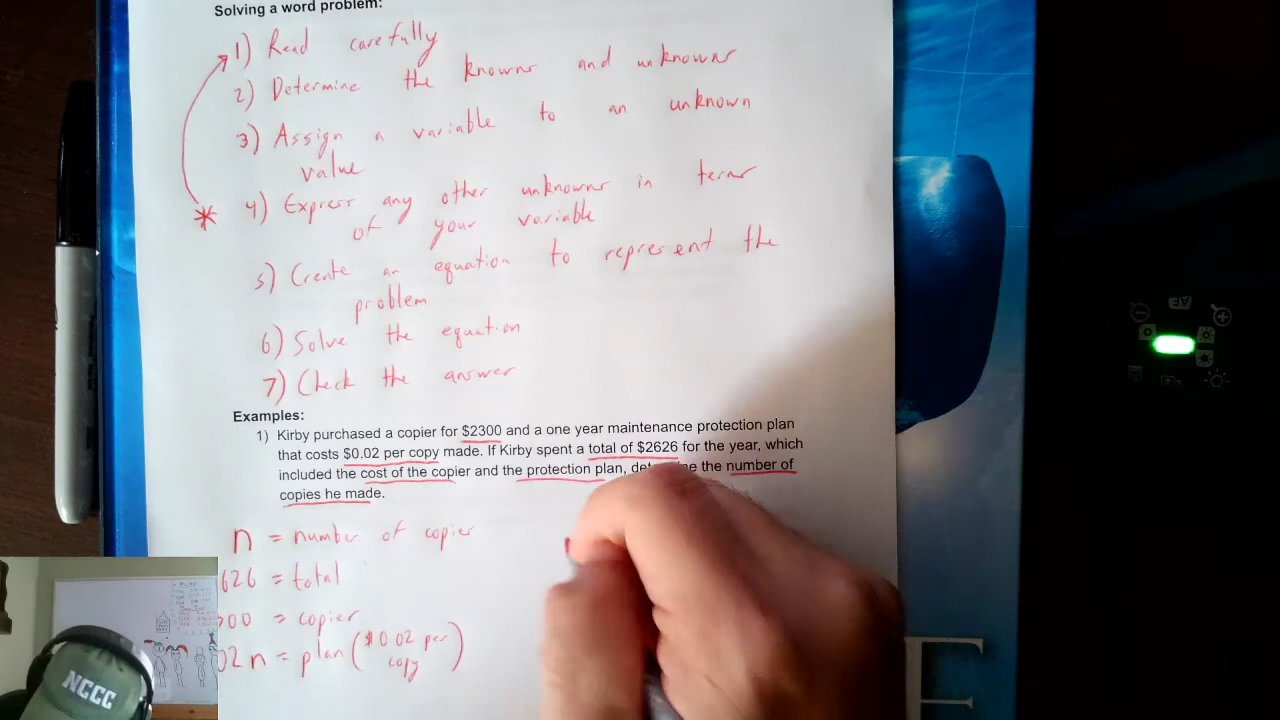 Solving a word problem:
1) Read carefully
2) Determine the knowns and unknowns
3) Assign a variable to an unknown
value
* 4) Express any other unknowns in terms
of your variable
5) Create an equation to represent the
problem
6) Solve the equation
7) Check the answer
Examples:
1) Kirby purchased a copier for $2300 and a one year maintenance protection plan
that costs $0.02 per copy made. If Kirby spent a total of $2626 for the year, which
included the cost of the copier and the protection plan, the number of
copies he made.
n = number of copies
626 = total
300 = copier
02n = plan ($0.02 per
copy)
NCCC
E
AF